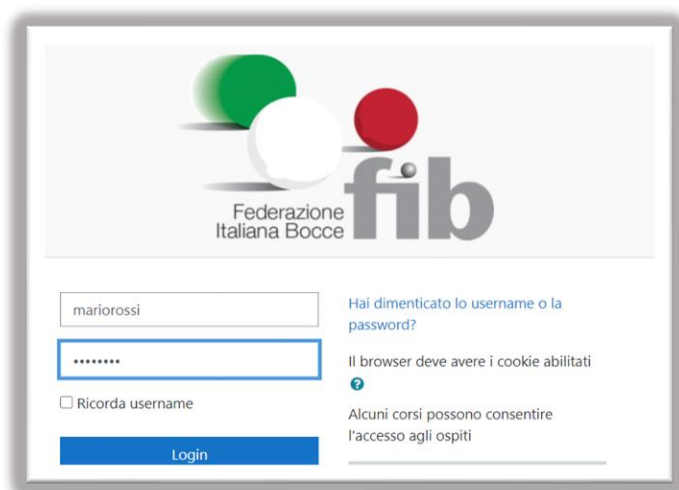 Federazione
Italiana Bocce
fib
mariorossi
••••••••
Ricorda username
Login
Hai dimenticato lo username o la
password?
Il browser deve avere i cookie abilitati
?
Alcuni corsi possono consentire
l'accesso agli ospiti